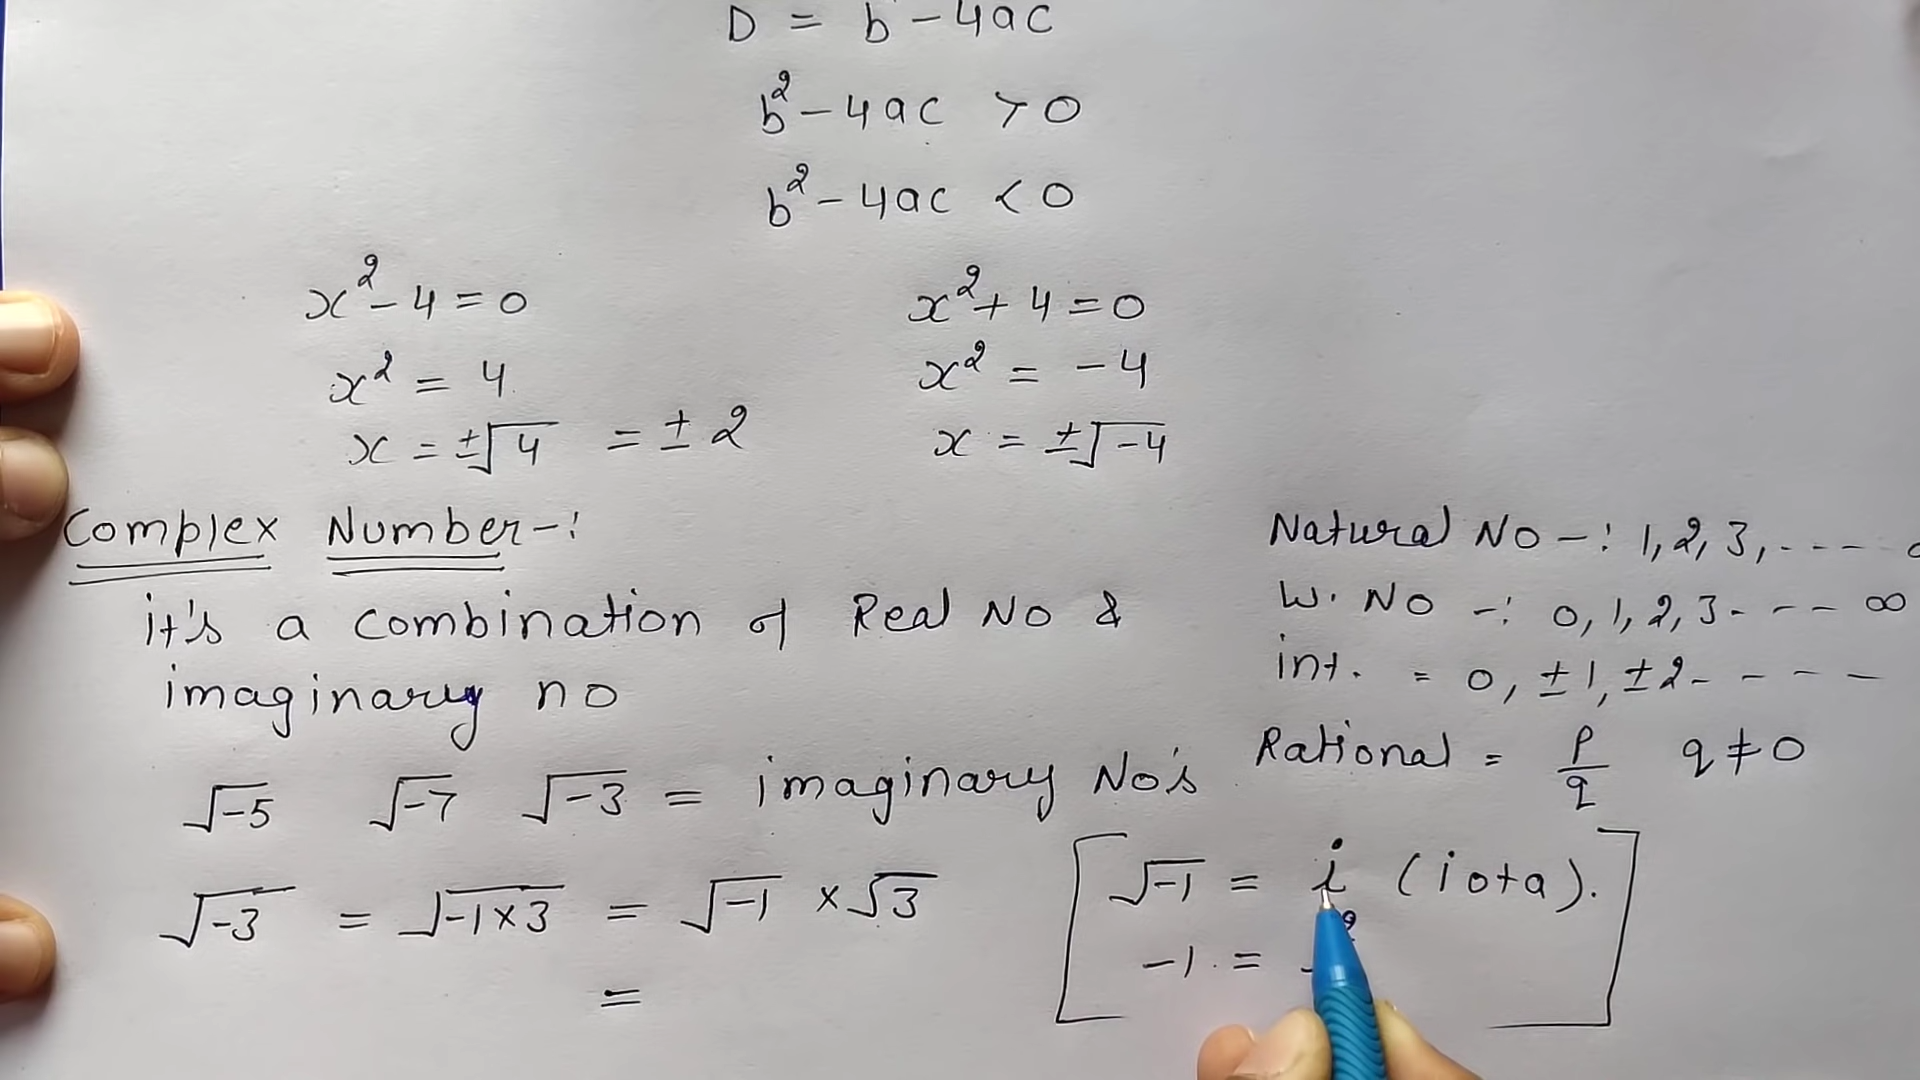 D = b - 4ac
b² - 4ac > 0
b² - 4ac < 0
x² - 4 = 0
x² = 4
x = ±√4 = ± 2
x² + 4 = 0
x² = -4
x = ±√-4
Complex Number -:
it's a combination of Real No &
imaginary no
√-5 √-7 √-3 = imaginary No's
√-3 = √-1×3 = √-1 × √3
=
Natural No -: 1, 2, 3, ----
W. No -: 0, 1, 2, 3 - - - - ∞
int. = 0, ±1, ±2 - - - - -
Rational = p/q q ≠ 0
√-1 = i (iota).
-1 =